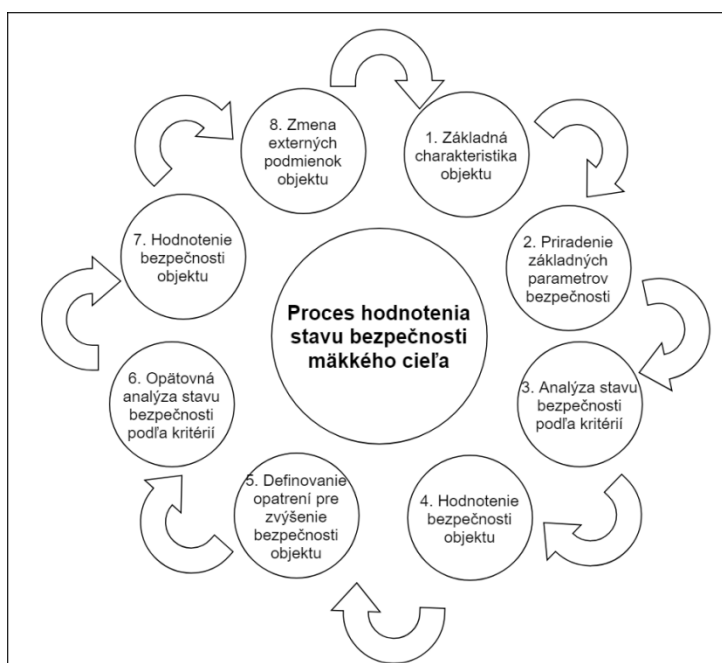 8. Zmena
externých
podmienok
objektu
1. Základná
charakteristika
objektu
2. Priradenie
základných
parametrov
bezpečnosti
3. Analýza stavu
bezpečnosti
podľa kritérií
4. Hodnotenie
bezpečnosti
objektu
5. Definovanie
opatrení pre
zvýšenie
bezpečnosti
objektu
6. Opätovná
analýza stavu
bezpečnosti
podľa kritérií
7. Hodnotenie
bezpečnosti
objektu
Proces hodnotenia
stavu bezpečnosti
mäkkého cieľa